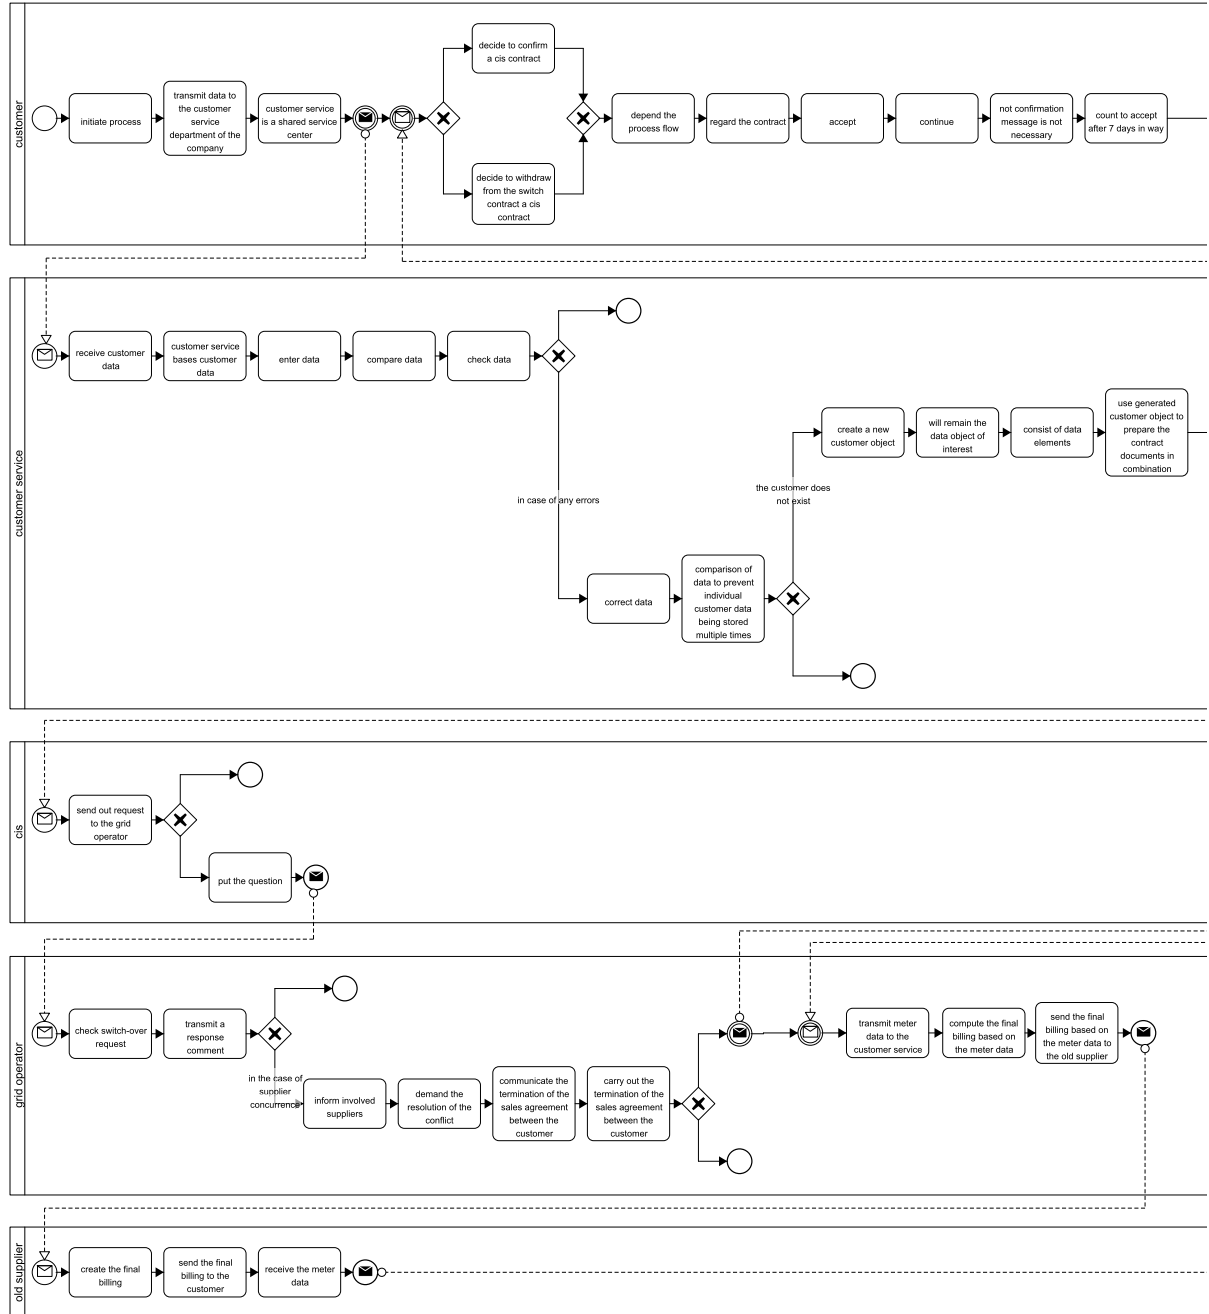 customer
initiate process
transmit data to
the customer
service
department of the
company
customer service
is a shared service
center
decide to confirm
a cis contract
decide to withdraw
from the switch
contract a cis
contract
depend the
process flow
regard the contract
accept
continue
not confirmation
message is not
necessary
count to accept
after 7 days in way
customer service
receive customer
data
customer service
bases customer
data
enter data
compare data
check data
in case of any errors
correct data
comparison of
data to prevent
individual
customer data
being stored
multiple times
the customer does
not exist
create a new
customer object
will remain the
data object of
interest
consist of data
elements
use generated
customer object to
prepare the
contract
documents in
combination
cis
send out request
to the grid
operator
put the question
grid operator
check switch-over
request
transmit a
response
comment
in the case of
supplier
concurrence
inform involved
suppliers
demand the
resolution of the
conflict
communicate the
termination of the
sales agreement
between the
customer
carry out the
termination of the
sales agreement
between the
customer
transmit meter
data to the
customer service
compute the final
billing based on
the meter data
send the final
billing based on
the meter data to
the old supplier
old supplier
create the final
billing
send the final
billing to the
customer
receive the meter
data